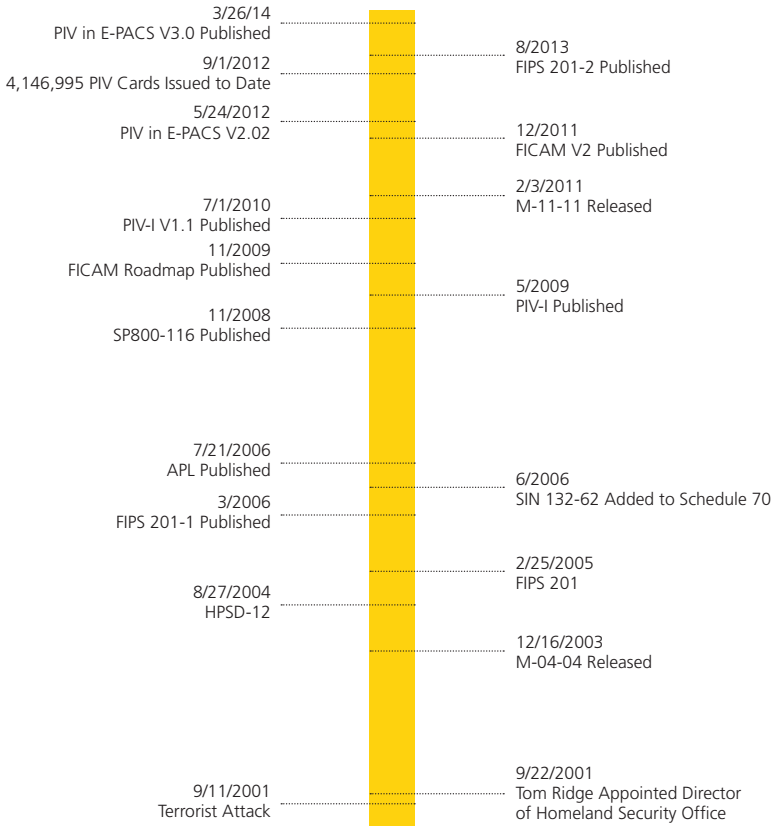 3/26/14
PIV in E-PACS V3.0 Published
8/2013
FIPS 201-2 Published
9/1/2012
4,146,995 PIV Cards Issued to Date
5/24/2012
PIV in E-PACS V2.02
12/2011
FICAM V2 Published
2/3/2011
M-11-11 Released
7/1/2010
PIV-I V1.1 Published
11/2009
FICAM Roadmap Published
5/2009
PIV-I Published
11/2008
SP800-116 Published
7/21/2006
APL Published
6/2006
SIN 132-62 Added to Schedule 70
3/2006
FIPS 201-1 Published
2/25/2005
FIPS 201
8/27/2004
HPSD-12
12/16/2003
M-04-04 Released
9/22/2001
Tom Ridge Appointed Director
of Homeland Security Office
9/11/2001
Terrorist Attack